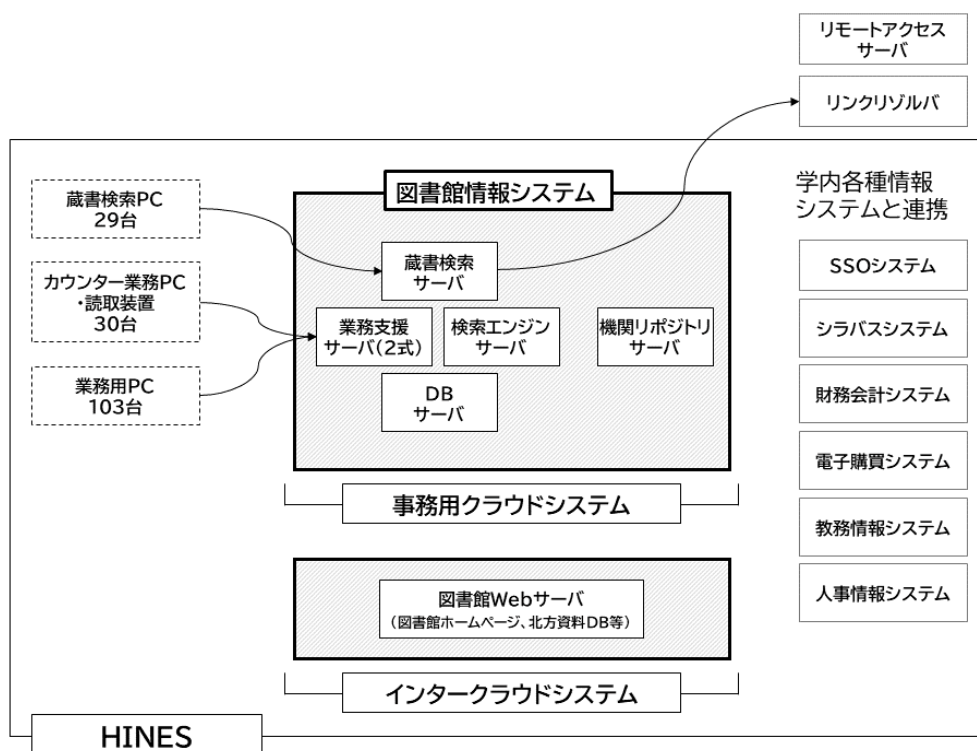 リモートアクセス
サーバ
リンクリゾルバ
図書館情報システム
学内各種情報
システムと連携
蔵書検索PC
29台
カウンター業務PC
・読取装置
30台
業務用PC
103台
蔵書検索
サーバ
業務支援
サーバ(2式)
検索エンジン
サーバ
機関リポジトリ
サーバ
DB
サーバ
事務用クラウドシステム
図書館Webサーバ
(図書館ホームページ、北方資料DB等)
インタークラウドシステム
SSOシステム
シラバスシステム
財務会計システム
電子購買システム
教務情報システム
人事情報システム
HINES